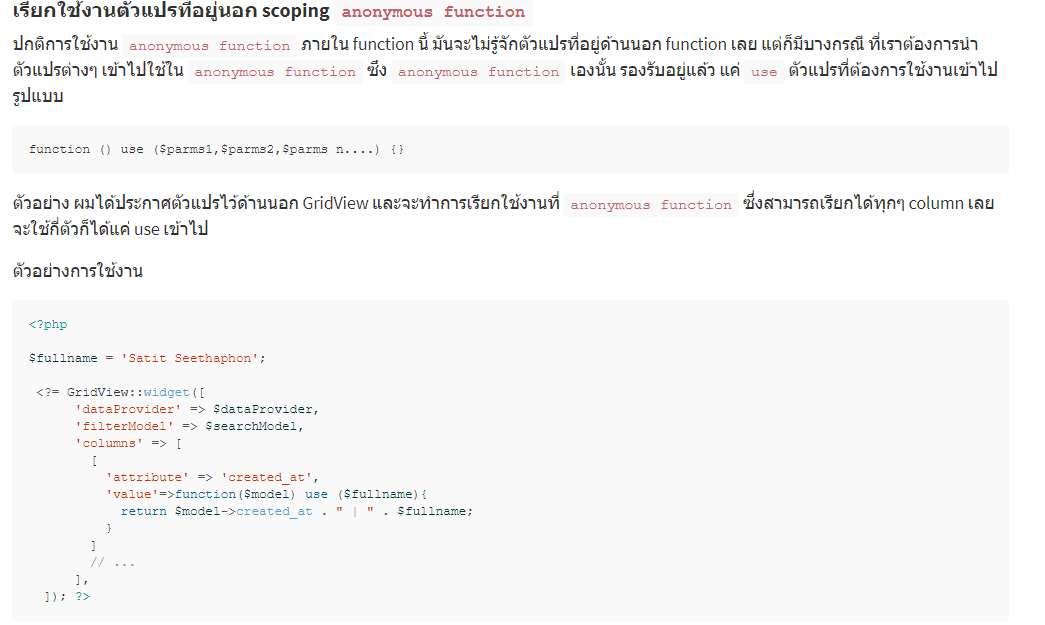 เรียกใช้งานตัวแปรที่อยู่นอก scoping anonymous function
ปกติการใช้งาน anonymous function ภายใน function นี้ มันจะไม่รู้จักตัวแปรที่อยู่ด้านนอก function เลย แต่ก็มีบางกรณี ที่เราต้องการนำ
ตัวแปรต่างๆ เข้าไปใช้ใน anonymous function ซึ่ง anonymous function เองนั้น รองรับอยู่แล้ว แค่ use ตัวแปรที่ต้องการใช้งานเข้าไป
รูปแบบ
function () use ($parms1,$parms2,$parms n....) {}
ตัวอย่าง ผมได้ประกาศตัวแปรไว้ด้านนอก GridView และจะทำการเรียกใช้งานที่ anonymous function ซึ่งสามารถเรียกได้ทุกๆ column เลย
จะใช้กี่ตัวก็ได้แค่ use เข้าไป
ตัวอย่างการใช้งาน
<?php
$fullname = 'Satit Seethaphon';
<?= GridView::widget([
'dataProvider' => $dataProvider,
'filterModel' => $searchModel,
'columns' => [
[
'attribute' => 'created_at',
'value'=>function($model) use ($fullname){
return $model->created_at . " | " . $fullname;
}
]
// ...
],
]); ?>